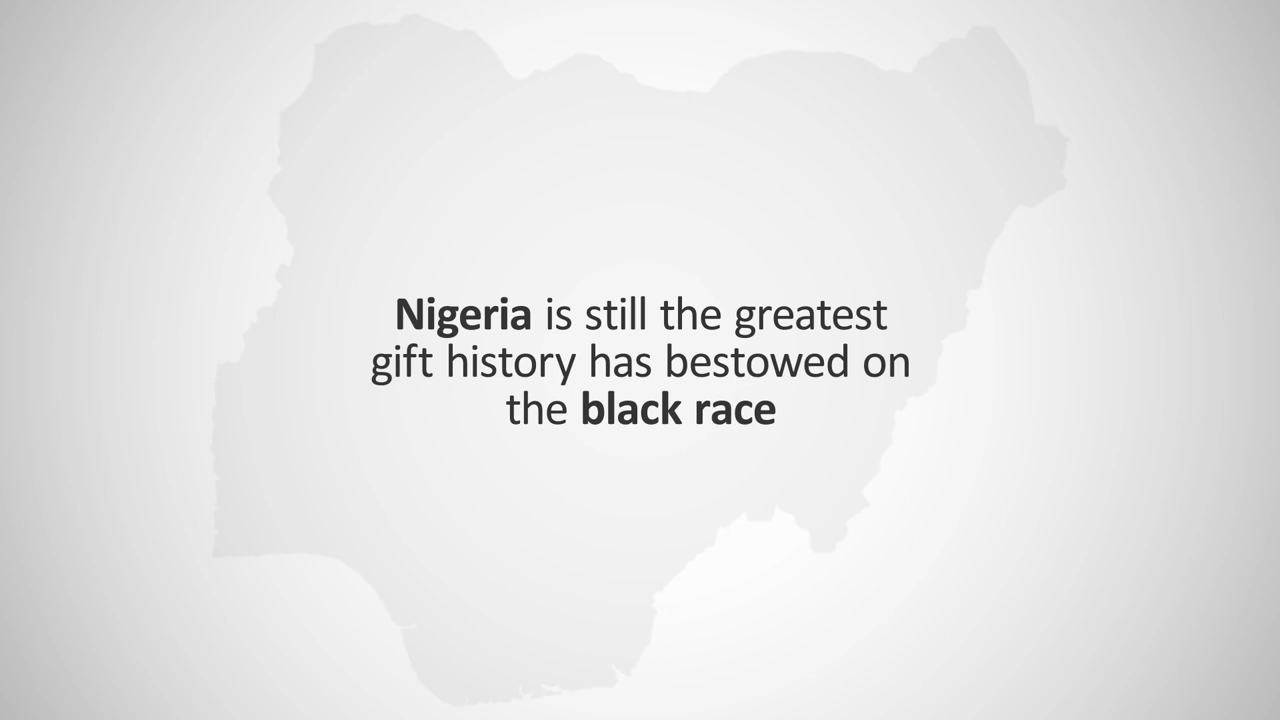 Nigeria is still the greatest
gift history has bestowed on
the black race